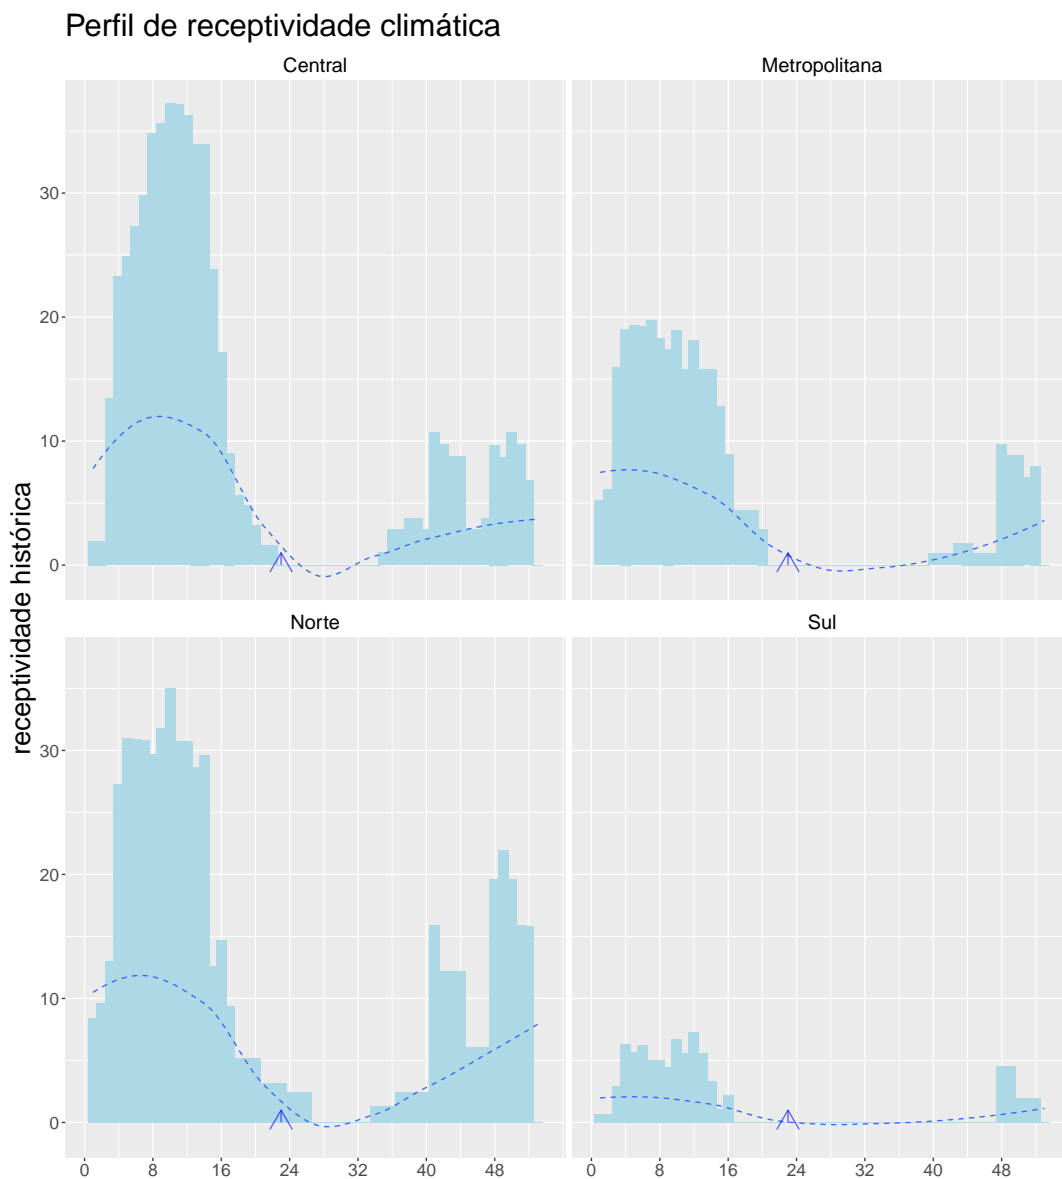 Perfil de receptividade climática
Central
Metropolitana
30
20
10
0
Norte
Sul
receptividade histórica
30
20
10
0
0 8 16 24 32 40 48
0 8 16 24 32 40 48